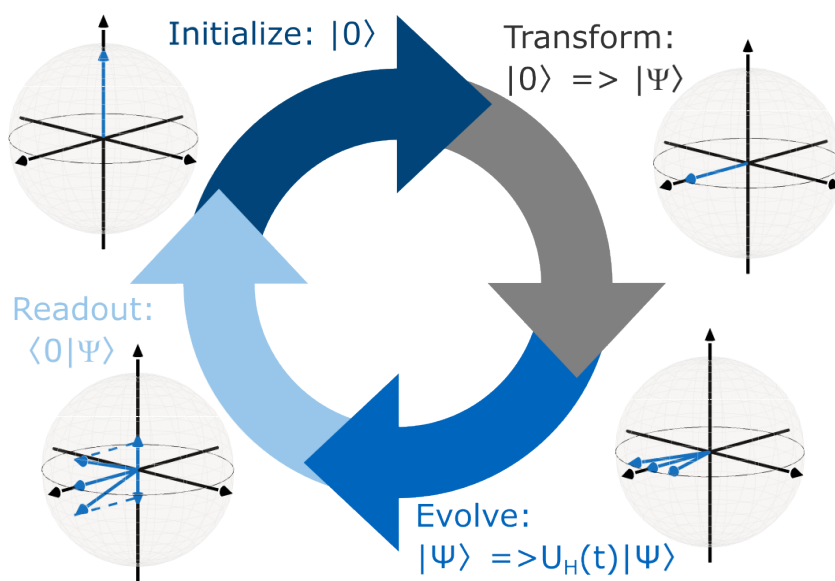 Initialize: |0⟩
Transform:
|0⟩ => |Ψ⟩
Readout:
⟨0|Ψ⟩
Evolve:
|Ψ⟩ =>U_H(t)|Ψ⟩